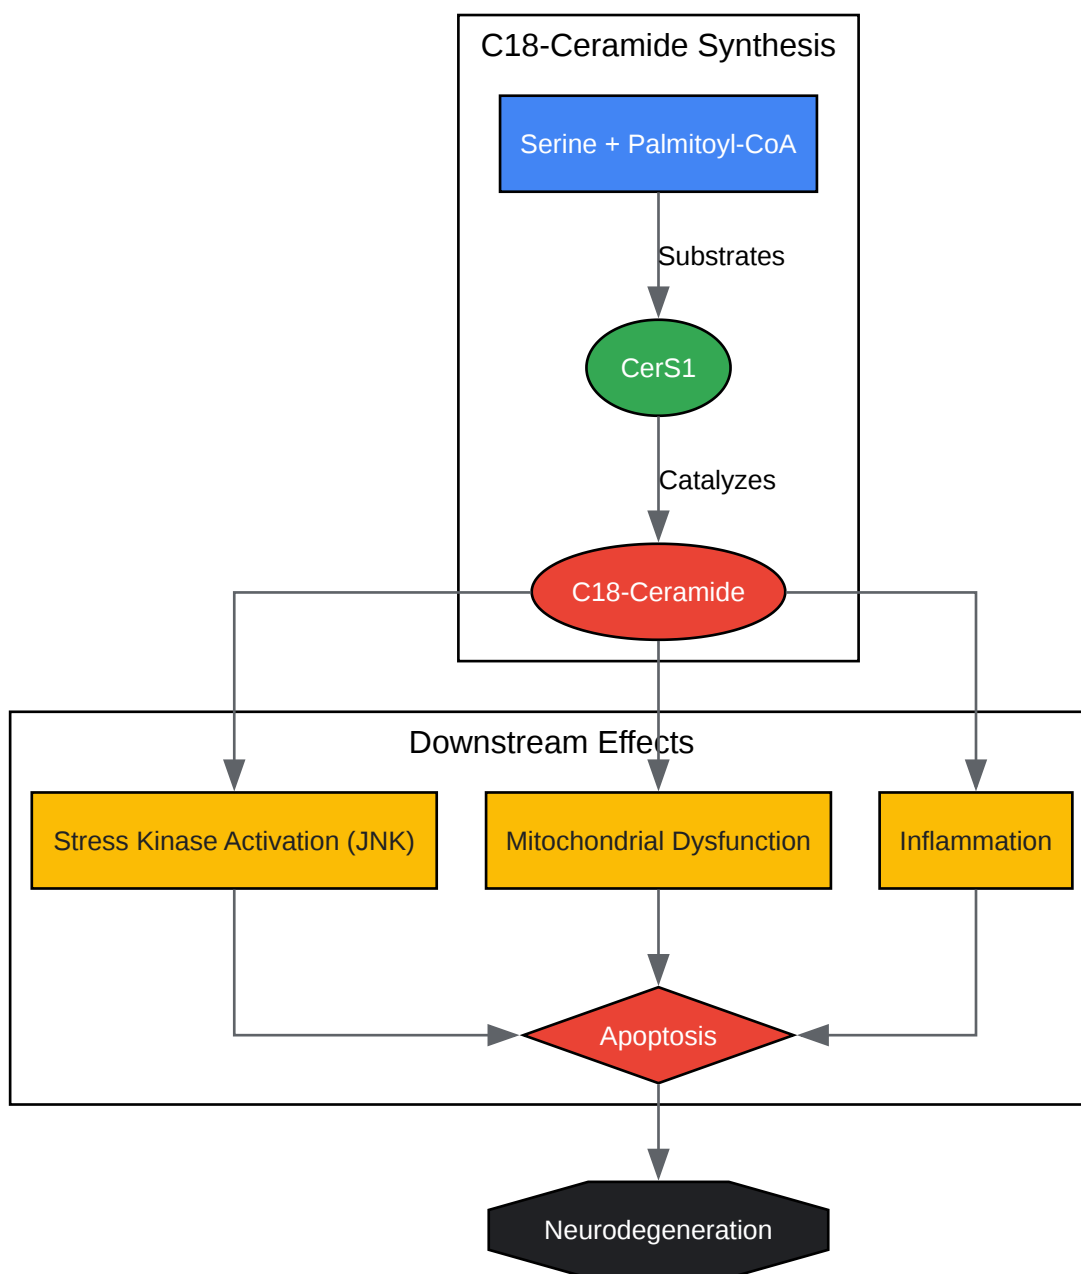 C18-Ceramide Synthesis
Serine + Palmitoyl-CoA
Substrates
CerS1
Catalyzes
C18-Ceramide
Downstream Effects
Stress Kinase Activation (JNK)
Mitochondrial Dysfunction
Inflammation
Apoptosis
Neurodegeneration